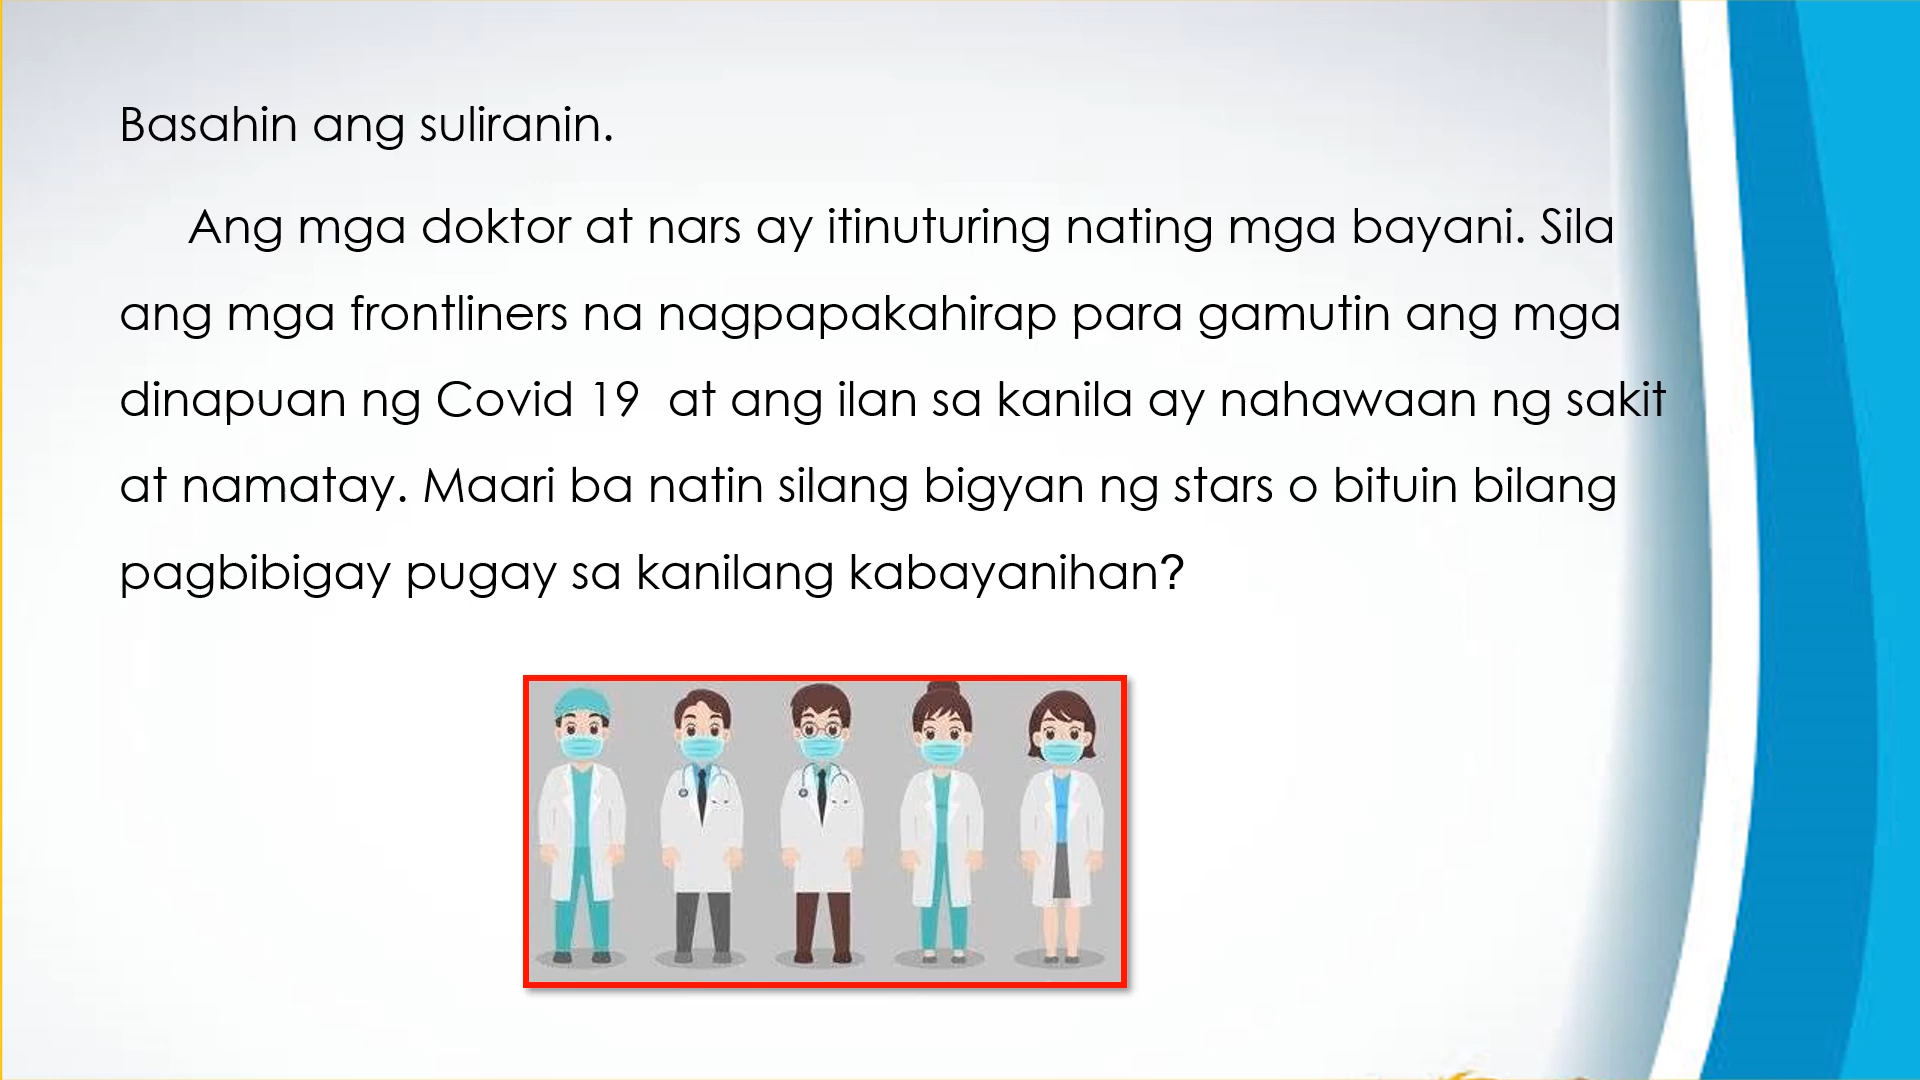 Basahin ang suliranin.
Ang mga doktor at nars ay itinuturing nating mga bayani. Sila
ang mga frontliners na nagpapakahirap para gamutin ang mga
dinapuan ng Covid 19  at ang ilan sa kanila ay nahawaan ng sakit
at namatay. Maari ba natin silang bigyan ng stars o bituin bilang
pagbibigay pugay sa kanilang kabayanihan?